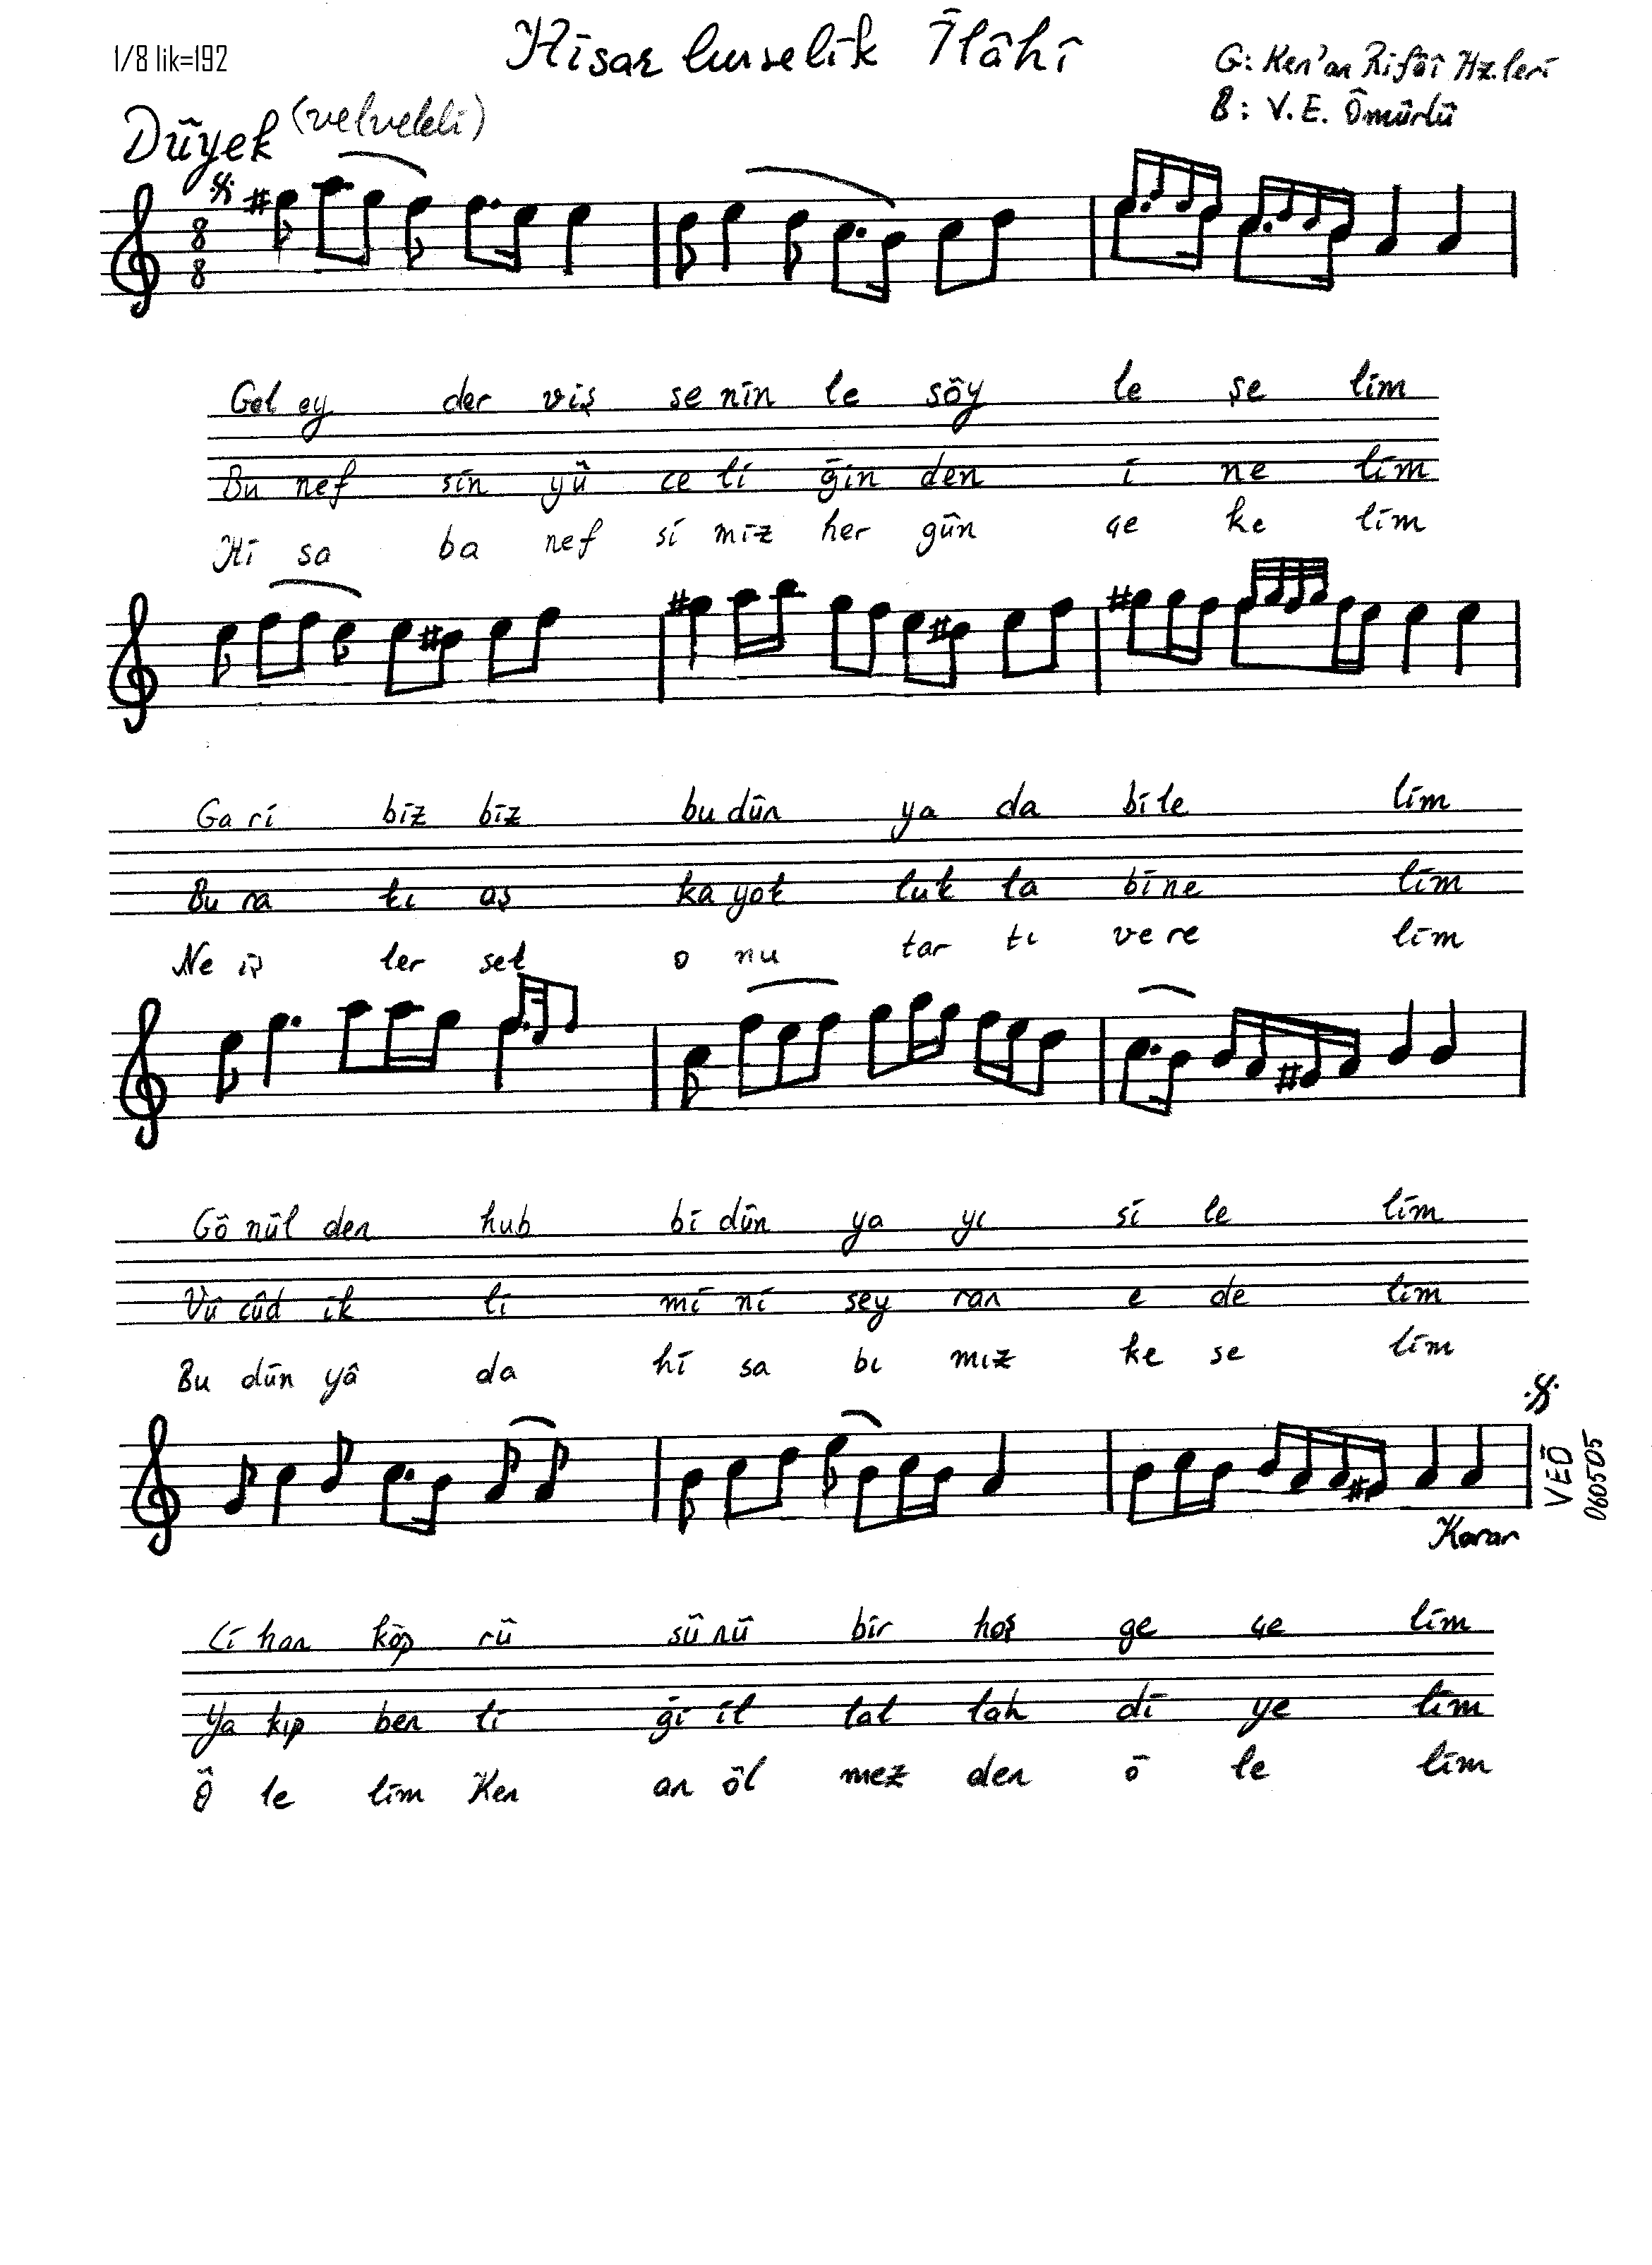 1/8 lik=192
Hisar buselik İlâhi
G: Ken'an Rifâî Hz.leri
B: V. E. Ömürlü
Düyek (velveleli)
8
8
Gel ey der viş se nin le söy le şe lim
Bu nef sin yü ce li ğin den i ne lim
Hi sa ba nef si miz her gün çe ke lim
Ga ri biz biz bu dün ya da bi le lim
Bu ra kı aş ka yok luk ta bi ne lim
Ne iş ler sek o nu tar tı ve re lim
Gö nül den hub bi dün ya yı si le lim
Vü cûd ik li mi ni sey ran e de lim
Bu dün yâ da hi sa bı mız ke se lim
Karar
VEÖ
060505
Ci han köp rü sü nü bir hoş ge çe lim
Ya kıp ben li ği il lal lah di ye lim
Ö le lim Ken an öl mez den ö le lim